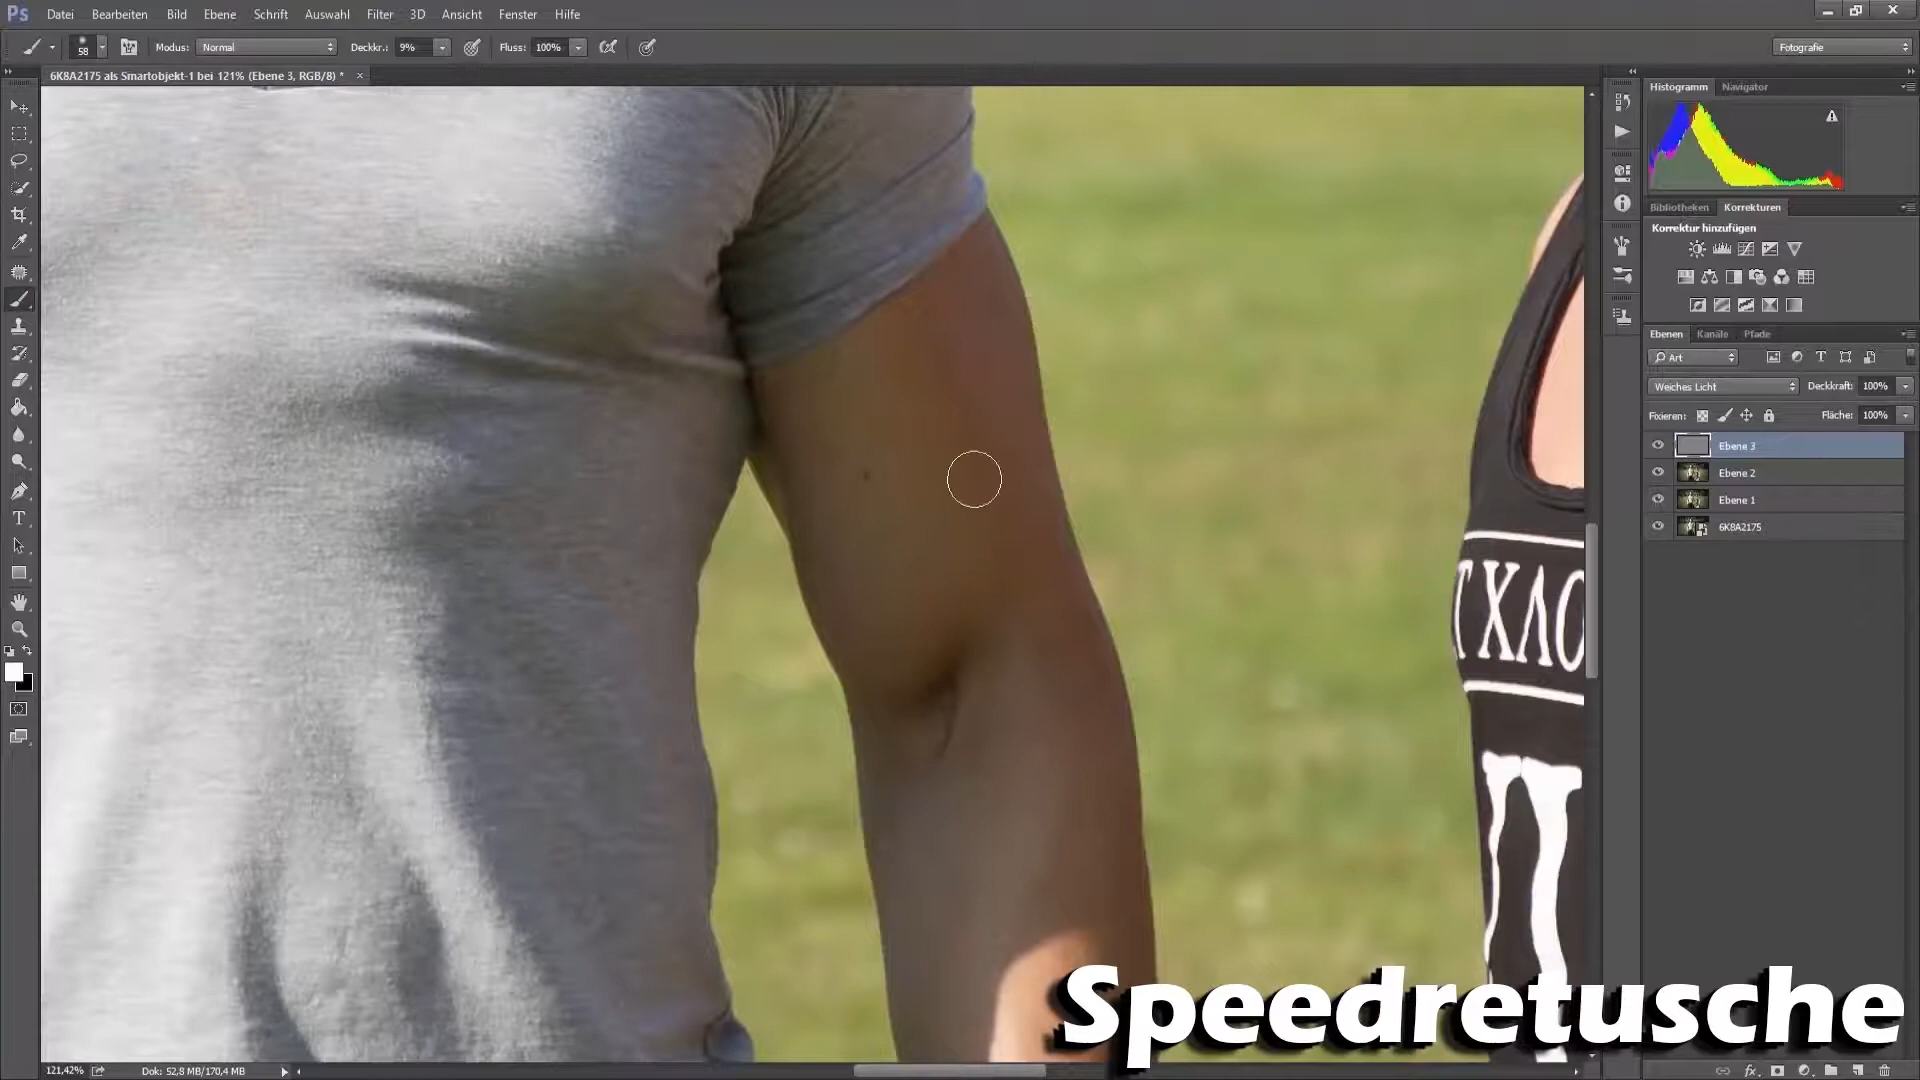 Ps Datei Bearbeiten Bild Ebene Schrift Auswahl Filter 3D Ansicht Fenster Hilfe
58 Modus: Normal Deckkr.: 9% Fluss: 100% Fotografie
6K8A2175 als Smartobjekt-1 bei 121% (Ebene 3, RGB/8) * ×
Histogramm Navigator
Bibliotheken Korrekturen
Korrektur hinzufügen
Ebenen Kanäle Pfade
Art
Weiches Licht Deckkraft: 100%
Fixieren: Fläche: 100%
Ebene 3
Ebene 2
Ebene 1
6K8A2175
ΤΧΛΟ
Speedretusche
121,42% Dok: 52,8 MB/170,4 MB